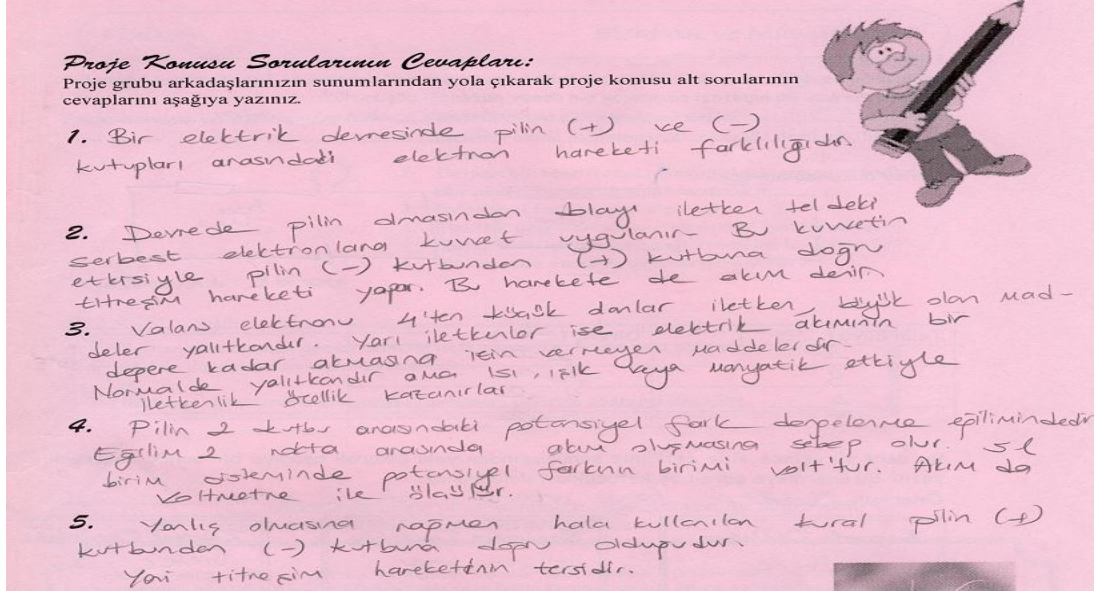 Proje Konusu Sorularının Cevapları:
Proje grubu arkadaşlarınızın sunumlarından yola çıkarak proje konusu alt sorularının
cevaplarını aşağıya yazınız.
1. Bir elektrik devresinde pilin (+) ve (-)
kutupları arasındaki elektron hareketi farklılığıdır.
2. Devrede pilin olmasından dolayı iletken teldeki
serbest elektronlara kuvvet uygulanır. Bu kuvvetin
etkisiyle pilin (-) kutbundan (+) kutbuna doğru
titreşim hareketi yapar. Bu harekete de akım denir.
3. Valans elektronu 4'ten küçük olanlar iletken, büyük olan mad-
deler yalıtkandır. Yarı iletkenler ise elektrik akımının bir
değere kadar akmasına izin vermeyen maddelerdir.
Normalde yalıtkandır ama ısı, ışık veya manyatik etkiyle
iletkenlik özellik kazanırlar
4. Pilin 2 kutbu arasındaki potansiyel fark dengelenme eğilimindedir
Eğilim 2 nokta arasında akım oluşmasına sebep olur. SI
birim sisteminde potansiyel farkının birimi volt'tur. Akım da
voltmetre ile ölçülür.
5. Yanlış olmasına rağmen hala kullanılan kural pilin (+)
kutbundan (-) kutbuna doğru olduğudur.
Yani titreşim hareketinin tersidir.